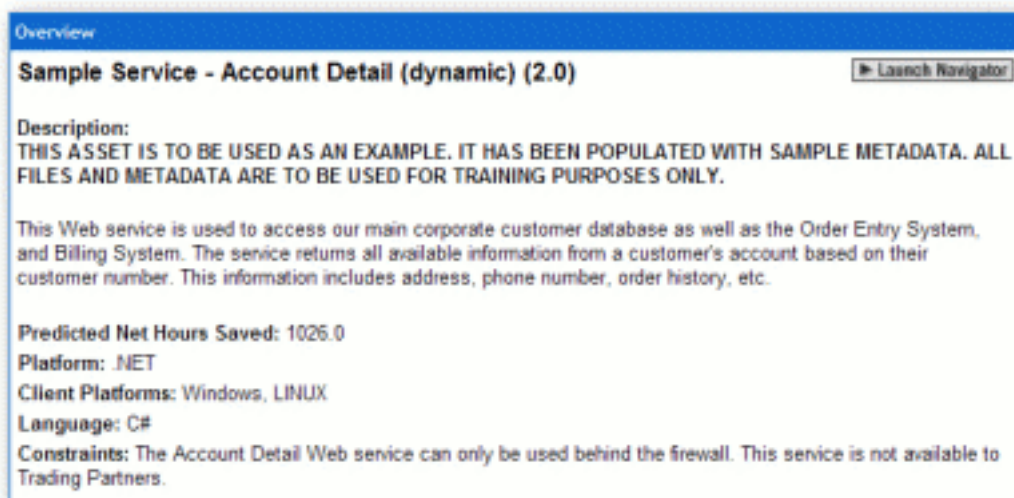 Overview
Sample Service - Account Detail (dynamic) (2.0)
Launch Navigator
Description:
THIS ASSET IS TO BE USED AS AN EXAMPLE. IT HAS BEEN POPULATED WITH SAMPLE METADATA. ALL
FILES AND METADATA ARE TO BE USED FOR TRAINING PURPOSES ONLY.
This Web service is used to access our main corporate customer database as well as the Order Entry System,
and Billing System. The service returns all available information from a customer's account based on their
customer number. This information includes address, phone number, order history, etc.
Predicted Net Hours Saved: 1026.0
Platform: .NET
Client Platforms: Windows, LINUX
Language: C#
Constraints: The Account Detail Web service can only be used behind the firewall. This service is not available to
Trading Partners.